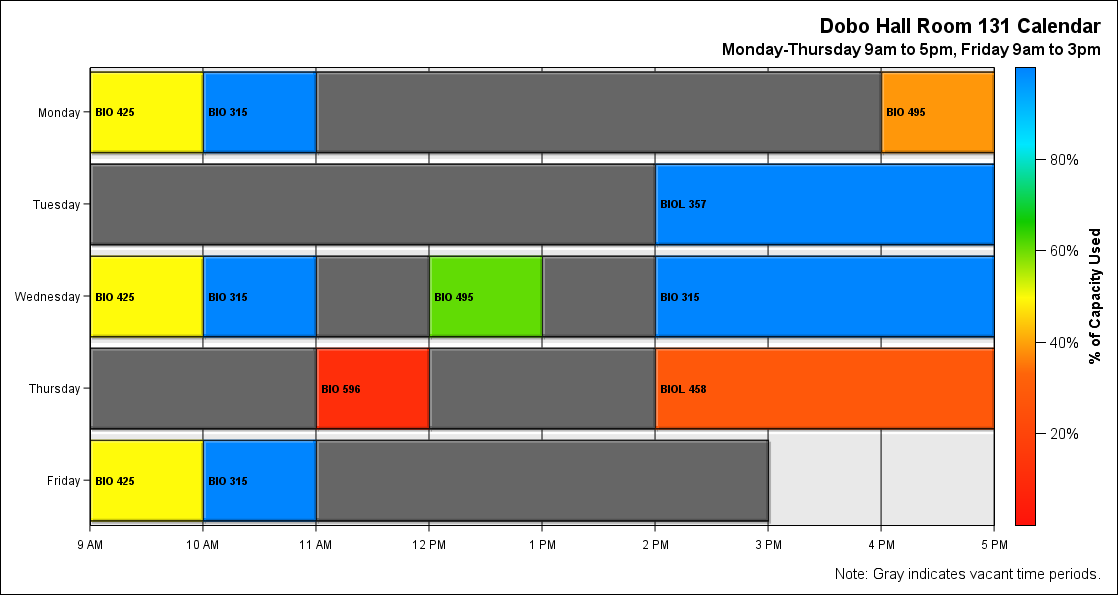 Dobo Hall Room 131 Calendar
Monday-Thursday 9am to 5pm, Friday 9am to 3pm
Monday
BIO 425
BIO 315
BIO 495
Tuesday
BIOL 357
Wednesday
BIO 425
BIO 315
BIO 495
BIO 315
Thursday
BIO 596
BIOL 458
Friday
BIO 425
BIO 315
9 AM 10 AM 11 AM 12 PM 1 PM 2 PM 3 PM 4 PM 5 PM
80%
60%
40%
20%
% of Capacity Used
Note: Gray indicates vacant time periods.